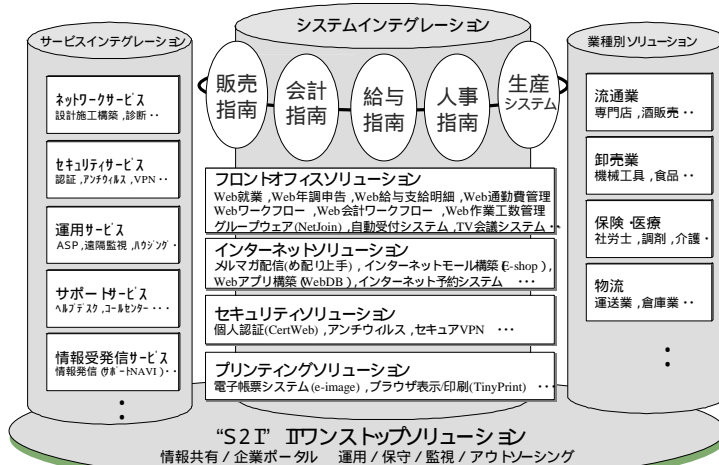 サービスインテグレーション
ネットワークサービス
設計施工構築 ,診断 ‥
セキュリティサービス
認証 ,アンチウィルス ,VPN ‥
運用サービス
ASP ,遠隔監視 ,ハウジング ‥
サポートサービス
ヘルプデスク ,コールセンター ‥‥
情報受発信サービス
情報発信 (サポートNAVI) ‥
システムインテグレーション
販売指南
会計指南
給与指南
人事指南
生産システム
フロントオフィスソリューション
Web就業 ,Web年調申告 ,Web給与支給明細 ,Web通勤費管理
Webワークフロー ,Web会計ワークフロー ,Web作業工数管理
グループウェア(NetJoin) ,自動受付システム ,TV会議システム ‥
インターネットソリューション
メルマガ配信(め配り上手) ,インターネットモール構築(E-shop) ,
Webアプリ構築(WebDB) ,インターネット予約システム ‥‥
セキュリティソリューション
個人認証(CertWeb) ,アンチウィルス ,セキュアVPN ‥‥
プリンティングソリューション
電子帳票システム(e-image) ,ブラウザ表示/印刷(TinyPrint) ‥‥
業種別ソリューション
流通業
専門店 ,酒販売 ‥
卸売業
機械工具 ,食品 ‥
保険・医療
社労士 ,調剤 ,介護 ‥
物流
運送業 ,倉庫業 ‥
“S2IT” ITワンストップソリューション
情報共有 / 企業ポータル 運用 / 保守 / 監視 / アウトソーシング